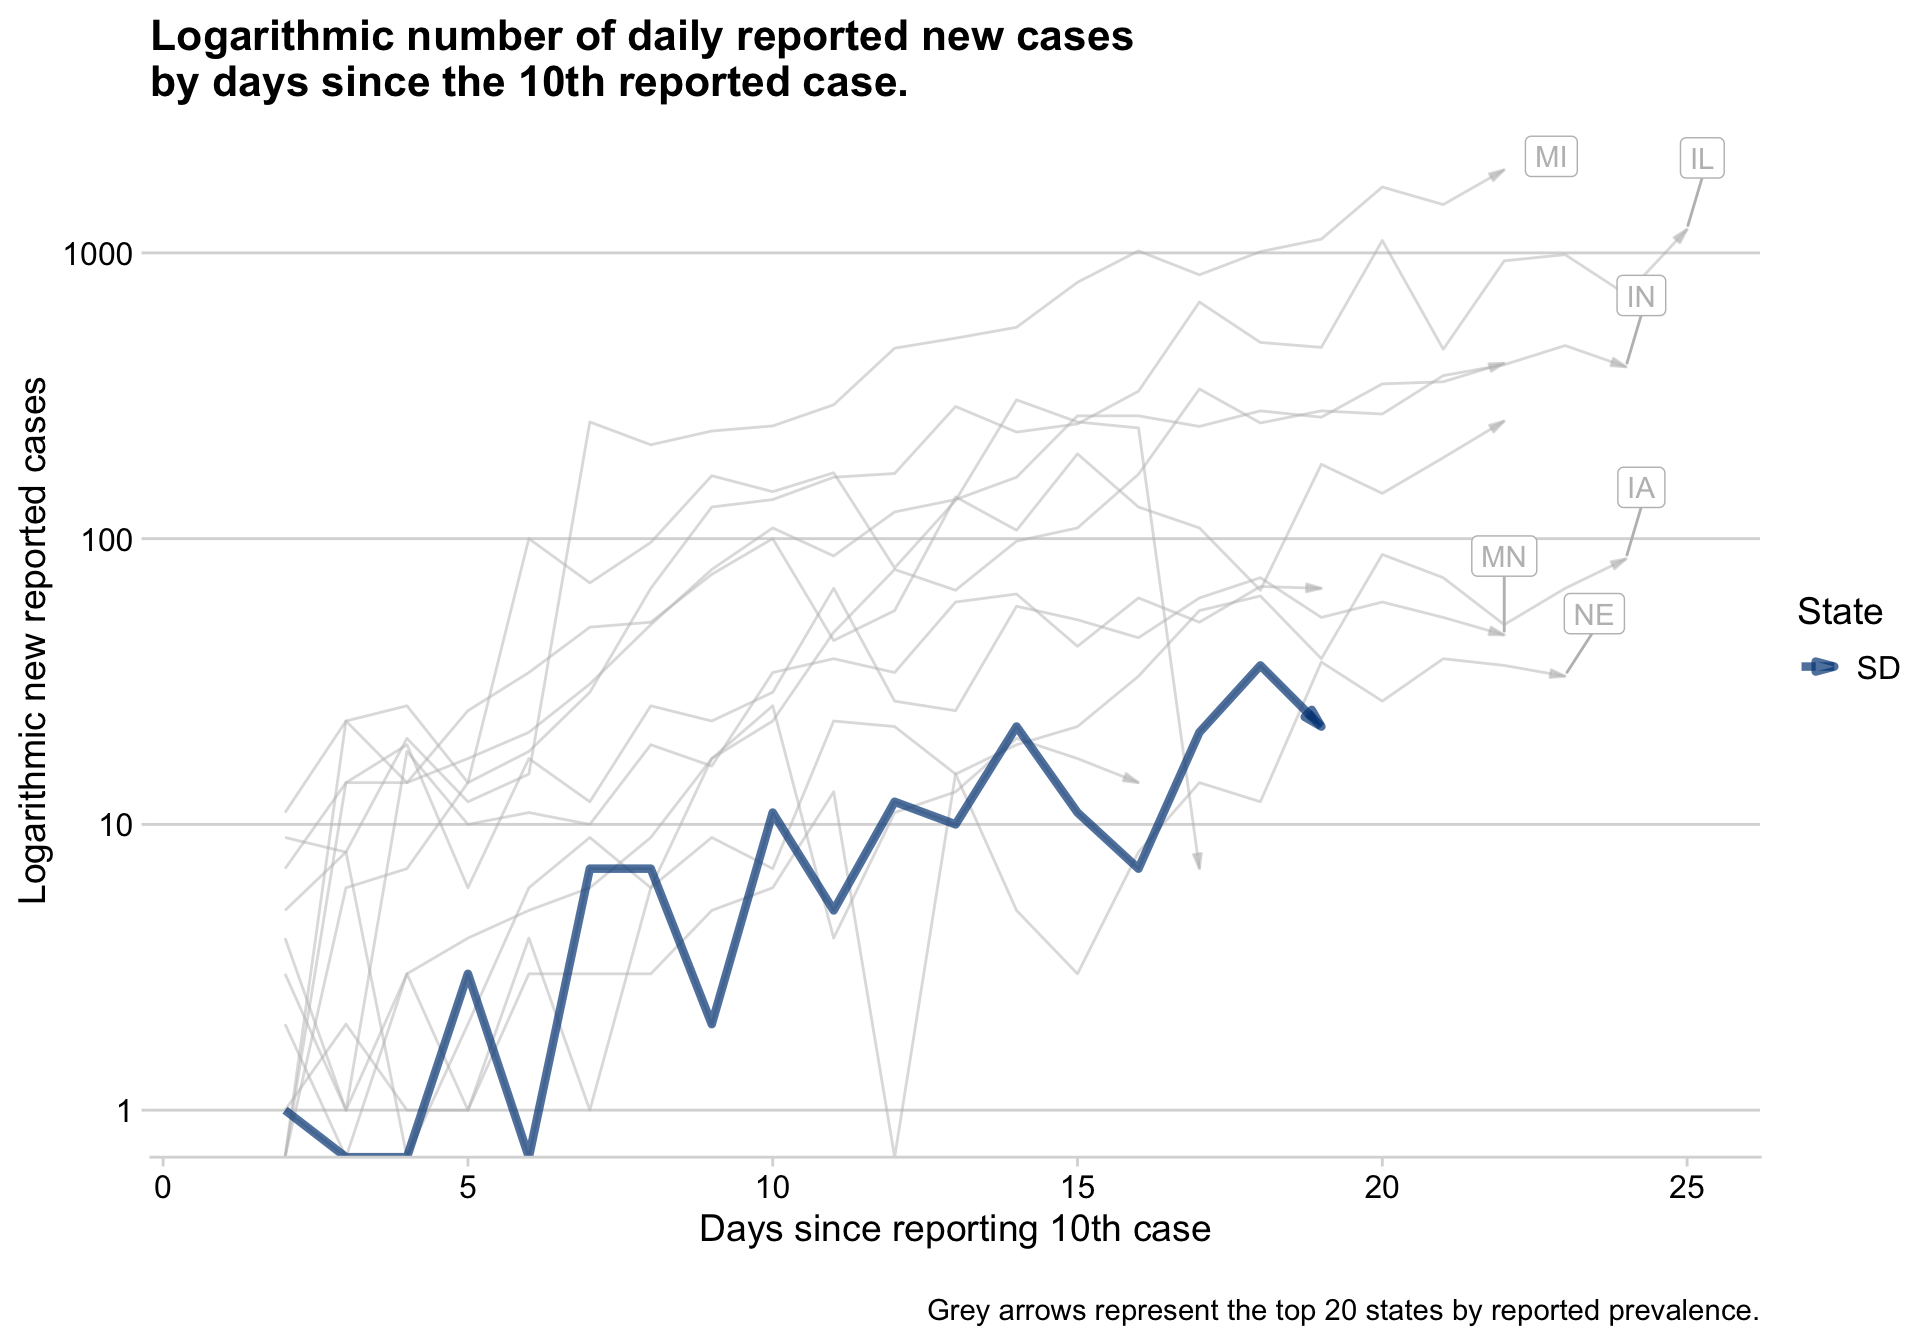 Logarithmic number of daily reported new cases
by days since the 10th reported case.
MI
IL
1000
IN
IA
100
MN
NE
10
1
Logarithmic new reported cases
State
SD
0 5 10 15 20 25
Days since reporting 10th case
Grey arrows represent the top 20 states by reported prevalence.